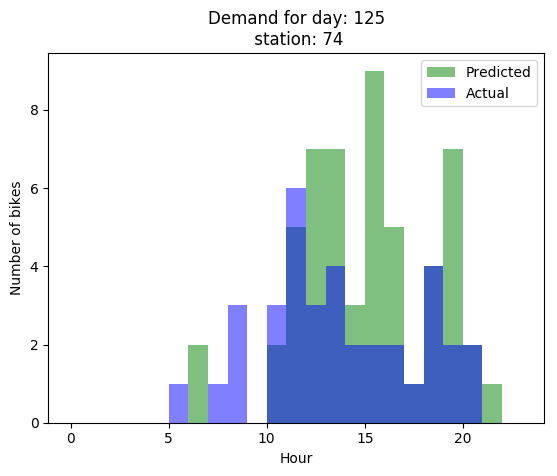 Demand for day: 125
station: 74
Predicted
Actual
Number of bikes
8
6
4
2
0
0
5
10
15
20
Hour